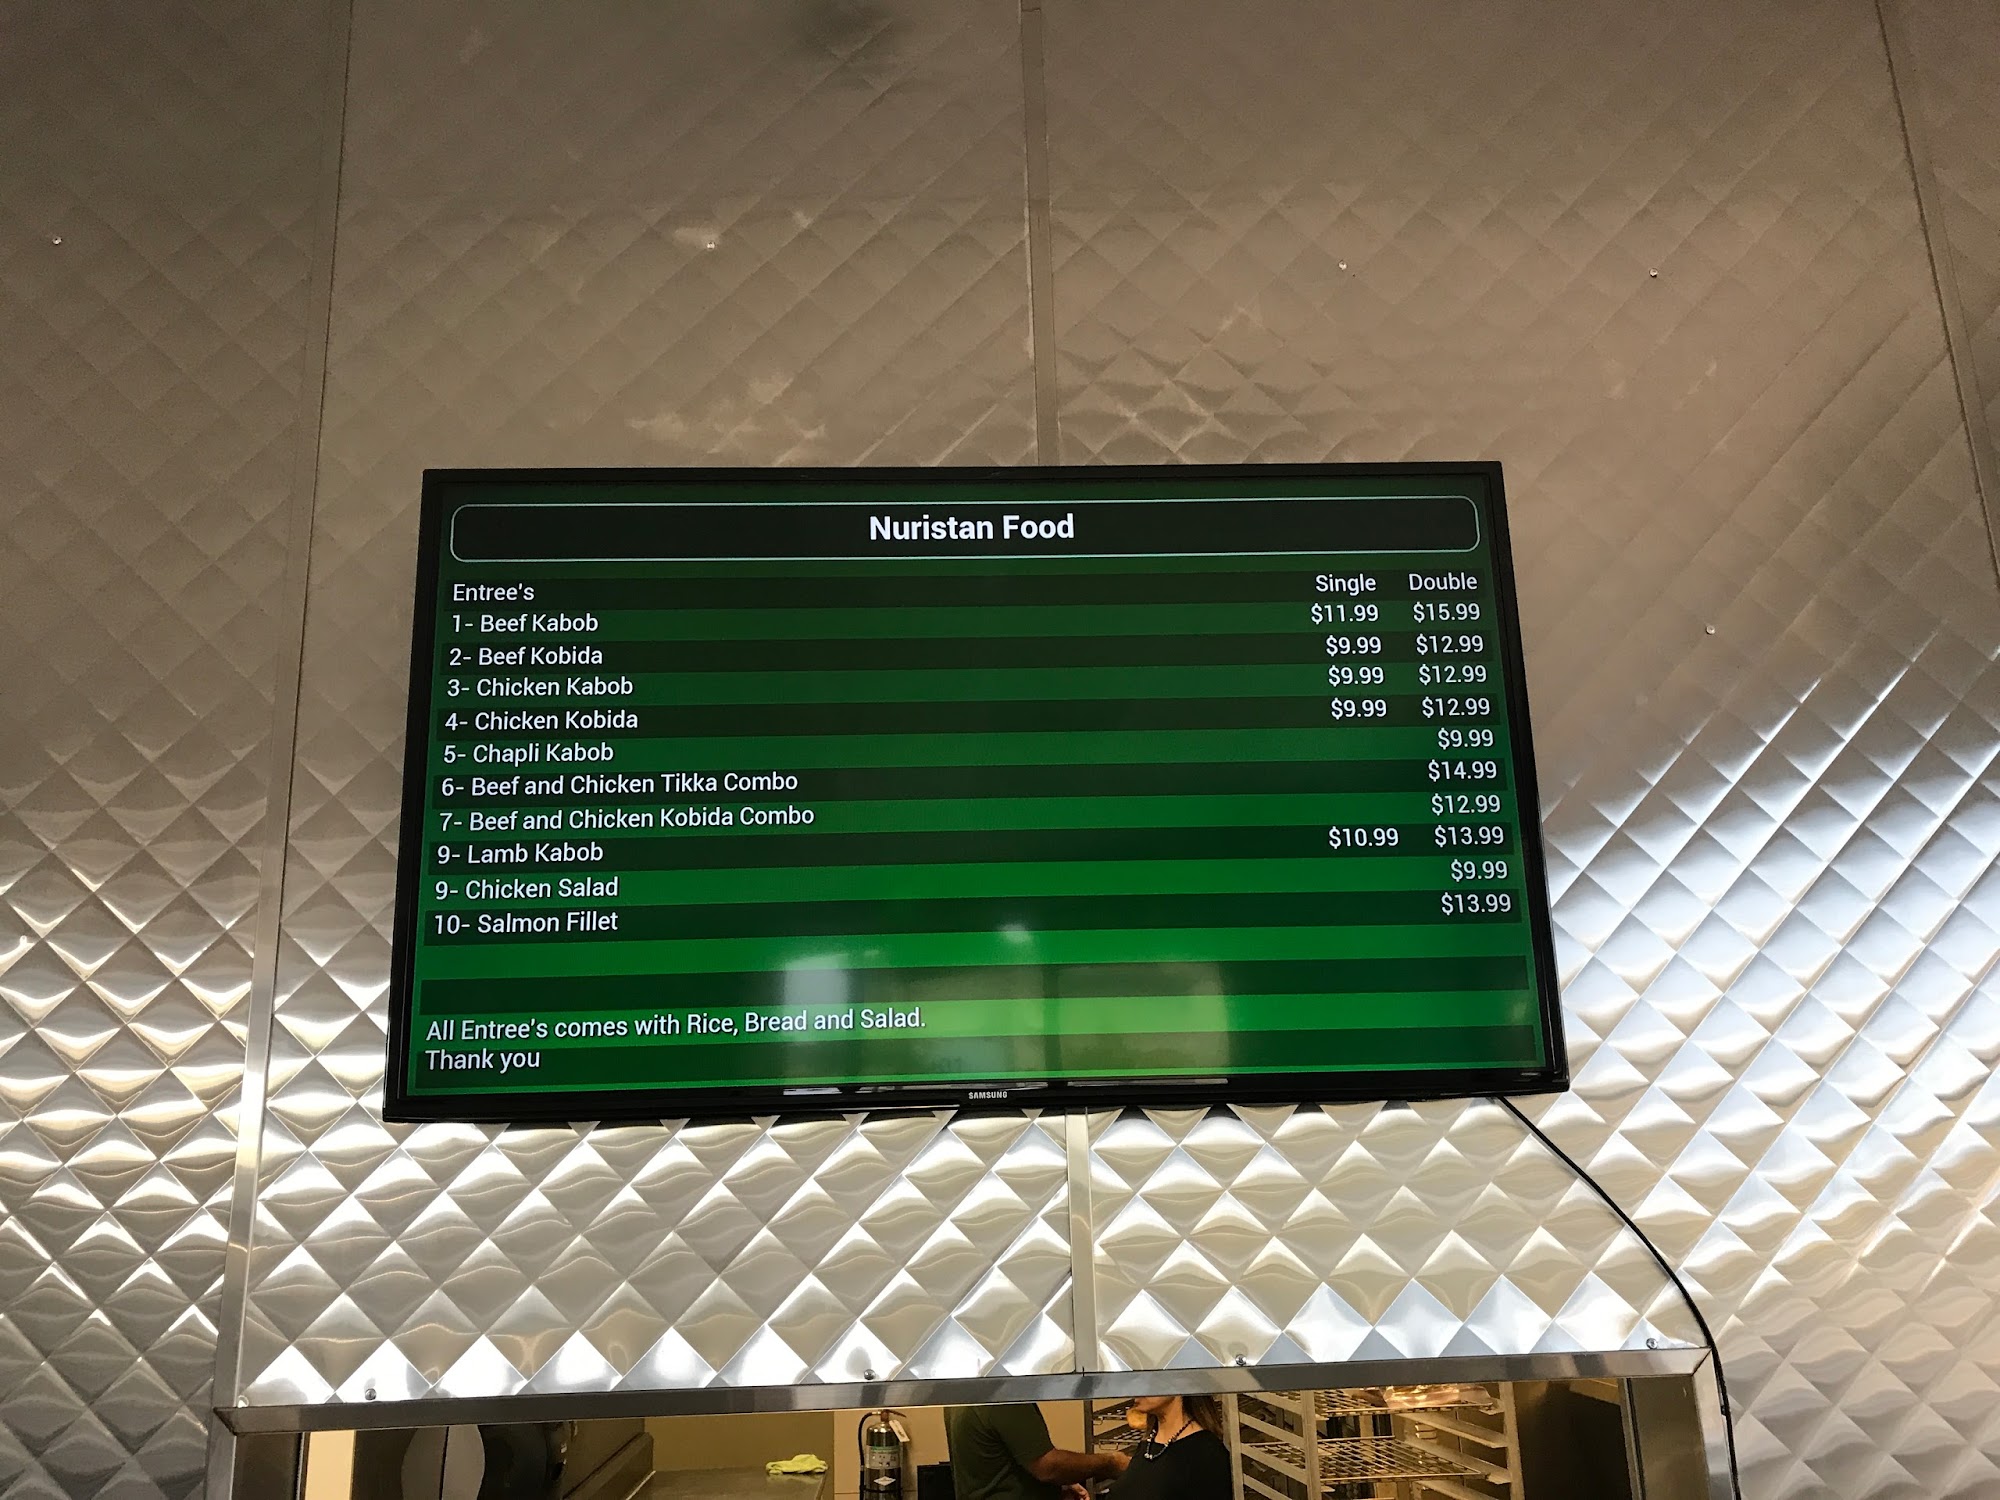 Nuristan Food
Entree's Single Double
1- Beef Kabob $11.99 $15.99
2- Beef Kobida $9.99 $12.99
3- Chicken Kabob $9.99 $12.99
4- Chicken Kobida $9.99 $12.99
5- Chapli Kabob $9.99
6- Beef and Chicken Tikka Combo $14.99
7- Beef and Chicken Kobida Combo $12.99
9- Lamb Kabob $10.99 $13.99
9- Chicken Salad $9.99
10- Salmon Fillet $13.99
All Entree's comes with Rice, Bread and Salad.
Thank you
SAMSUNG